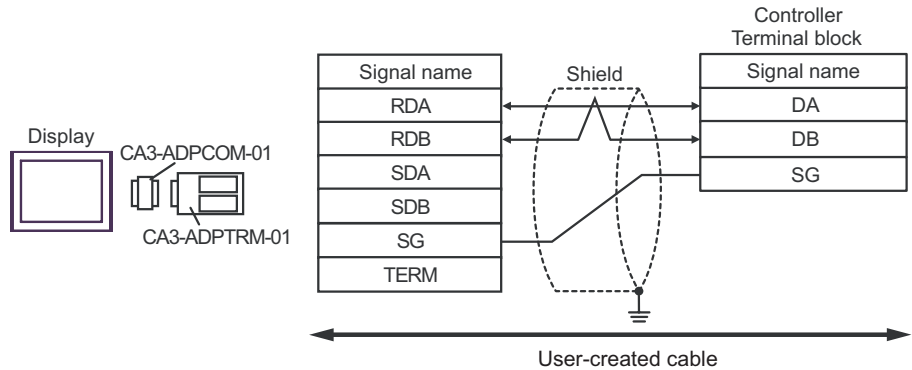 Display
CA3-ADPCOM-01
CA3-ADPTRM-01
Signal name
RDA
RDB
SDA
SDB
SG
TERM
Shield
Controller
Terminal block
Signal name
DA
DB
SG
User-created cable